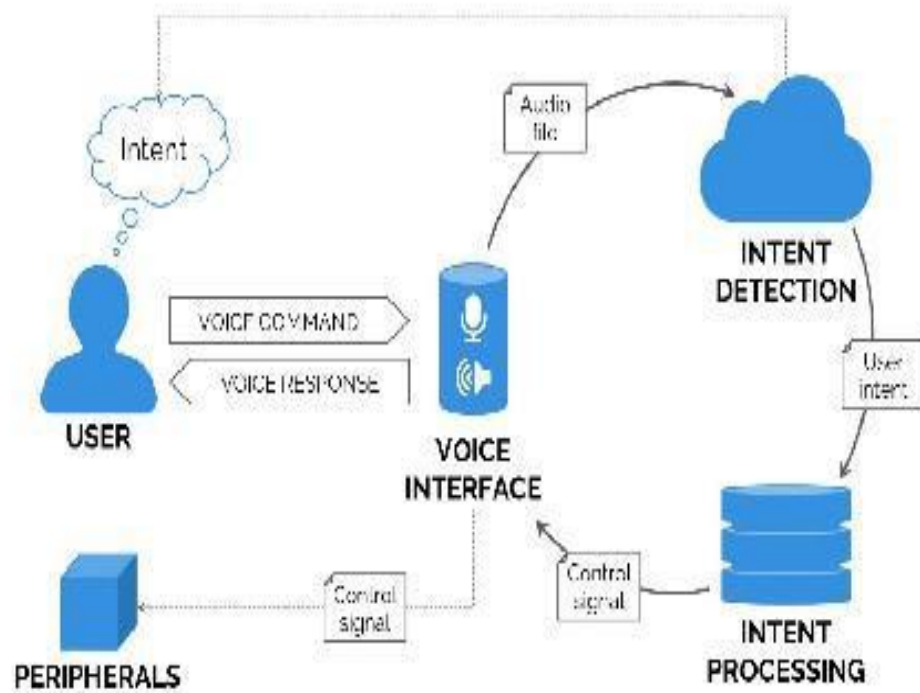 Intent
Audio
file
INTENT
DETECTION
VOICE COMMAND
VOICE RESPONSE
USER
VOICE
INTERFACE
User
intent
Control
signal
PERIPHERALS
Control
signal
INTENT
PROCESSING